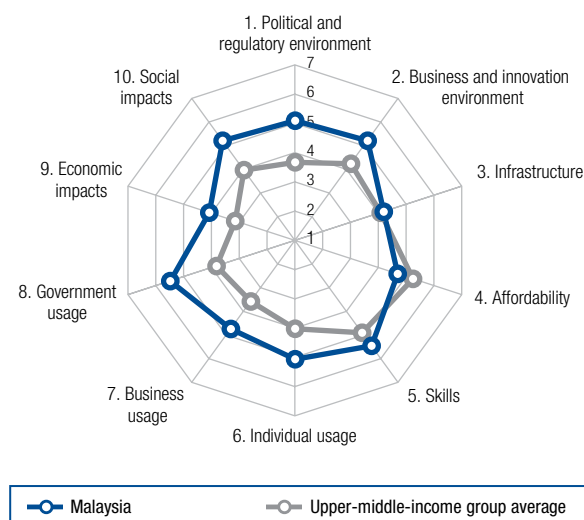 1. Political and
regulatory environment
10. Social
impacts
2. Business and innovation
environment
9. Economic
impacts
3. Infrastructure
8. Government
usage
4. Affordability
7. Business
usage
5. Skills
6. Individual usage
7
6
5
4
3
2
1
Malaysia
Upper-middle-income group average